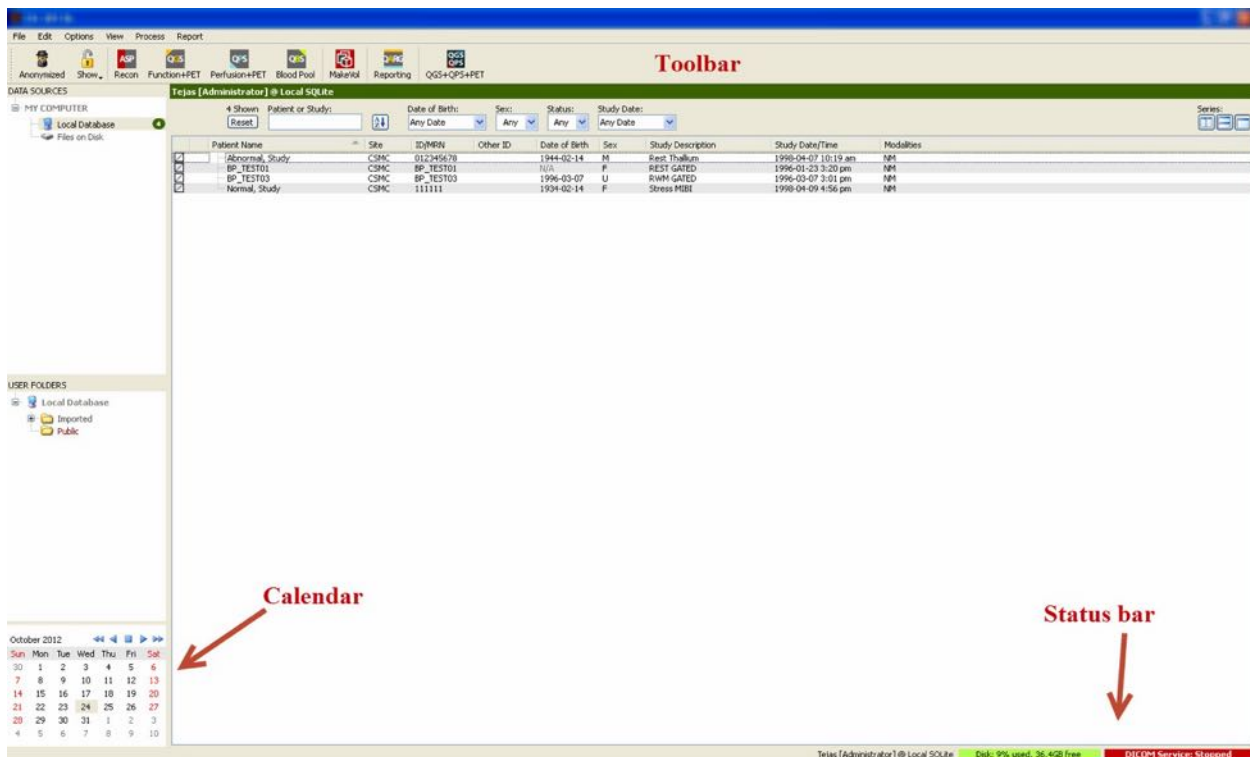 File Edit Options View Process Report
ASP QGS QPS QBS QARG QGS QPS
Anonymized Show Recon Function+PET Perfusion+PET Blood Pool MakeVol Reporting QGS+QPS+PET
Toolbar
DATA SOURCES
MY COMPUTER
Local Database 4
Files on Disk
Tejas [Administrator] @ Local SQLite
4 Shown Patient or Study: Date of Birth: Sex: Status: Study Date: Series:
Reset Any Date Any Any Any Date
Patient Name Site ID/MRN Other ID Date of Birth Sex Study Description Study Date/Time Modalities
Abnormal, Study CSMC 012345678 1944-02-14 M Rest Thallium 1998-04-07 10:19 am NM
BP_TEST01 CSMC BP_TEST01 N/A F REST GATED 1996-01-23 3:20 pm NM
BP_TEST03 CSMC BP_TEST03 1996-03-07 U RWM GATED 1996-03-07 3:01 pm NM
Normal, Study CSMC 111111 1934-02-14 F Stress MIBI 1998-04-09 4:56 pm NM
USER FOLDERS
Local Database
Imported
Public
Calendar
October 2012
Sun Mon Tue Wed Thu Fri Sat
30 1 2 3 4 5 6
7 8 9 10 11 12 13
14 15 16 17 18 19 20
21 22 23 24 25 26 27
28 29 30 31 1 2 3
4 5 6 7 8 9 10
Status bar
Tejas [Administrator] @ Local SQLite Disk: 9% used, 36.4GB free DICOM Service: Stopped